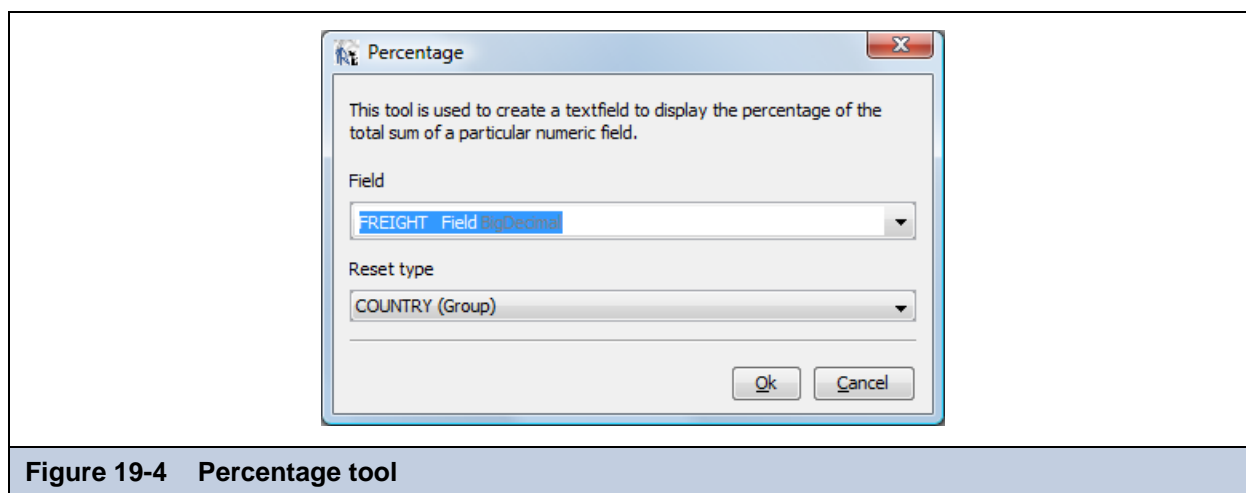 Percentage
This tool is used to create a textfield to display the percentage of the
total sum of a particular numeric field.
Field
FREIGHT Field BigDecimal
Reset type
COUNTRY (Group)
Ok Cancel
Figure 19-4 Percentage tool